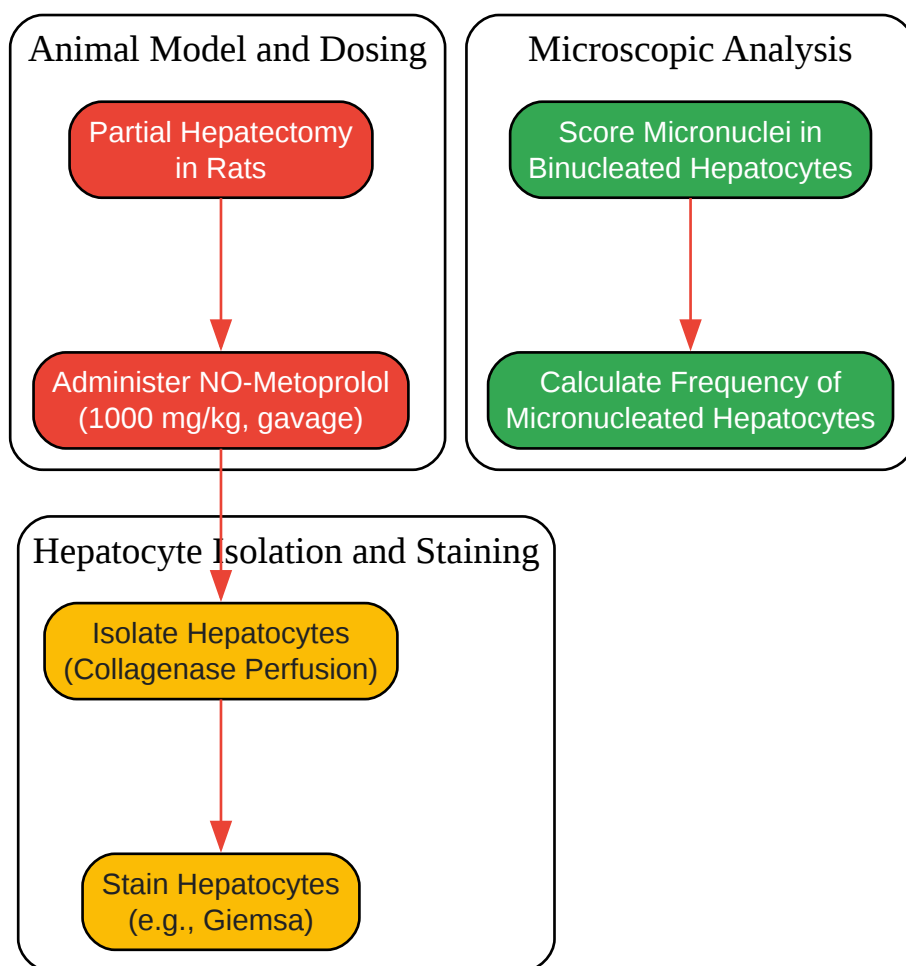 Animal Model and Dosing
Partial Hepatectomy
in Rats
Administer NO-Metoprolol
(1000 mg/kg, gavage)
Microscopic Analysis
Score Micronuclei in
Binucleated Hepatocytes
Calculate Frequency of
Micronucleated Hepatocytes
Hepatocyte Isolation and Staining
Isolate Hepatocytes
(Collagenase Perfusion)
Stain Hepatocytes
(e.g., Giemsa)